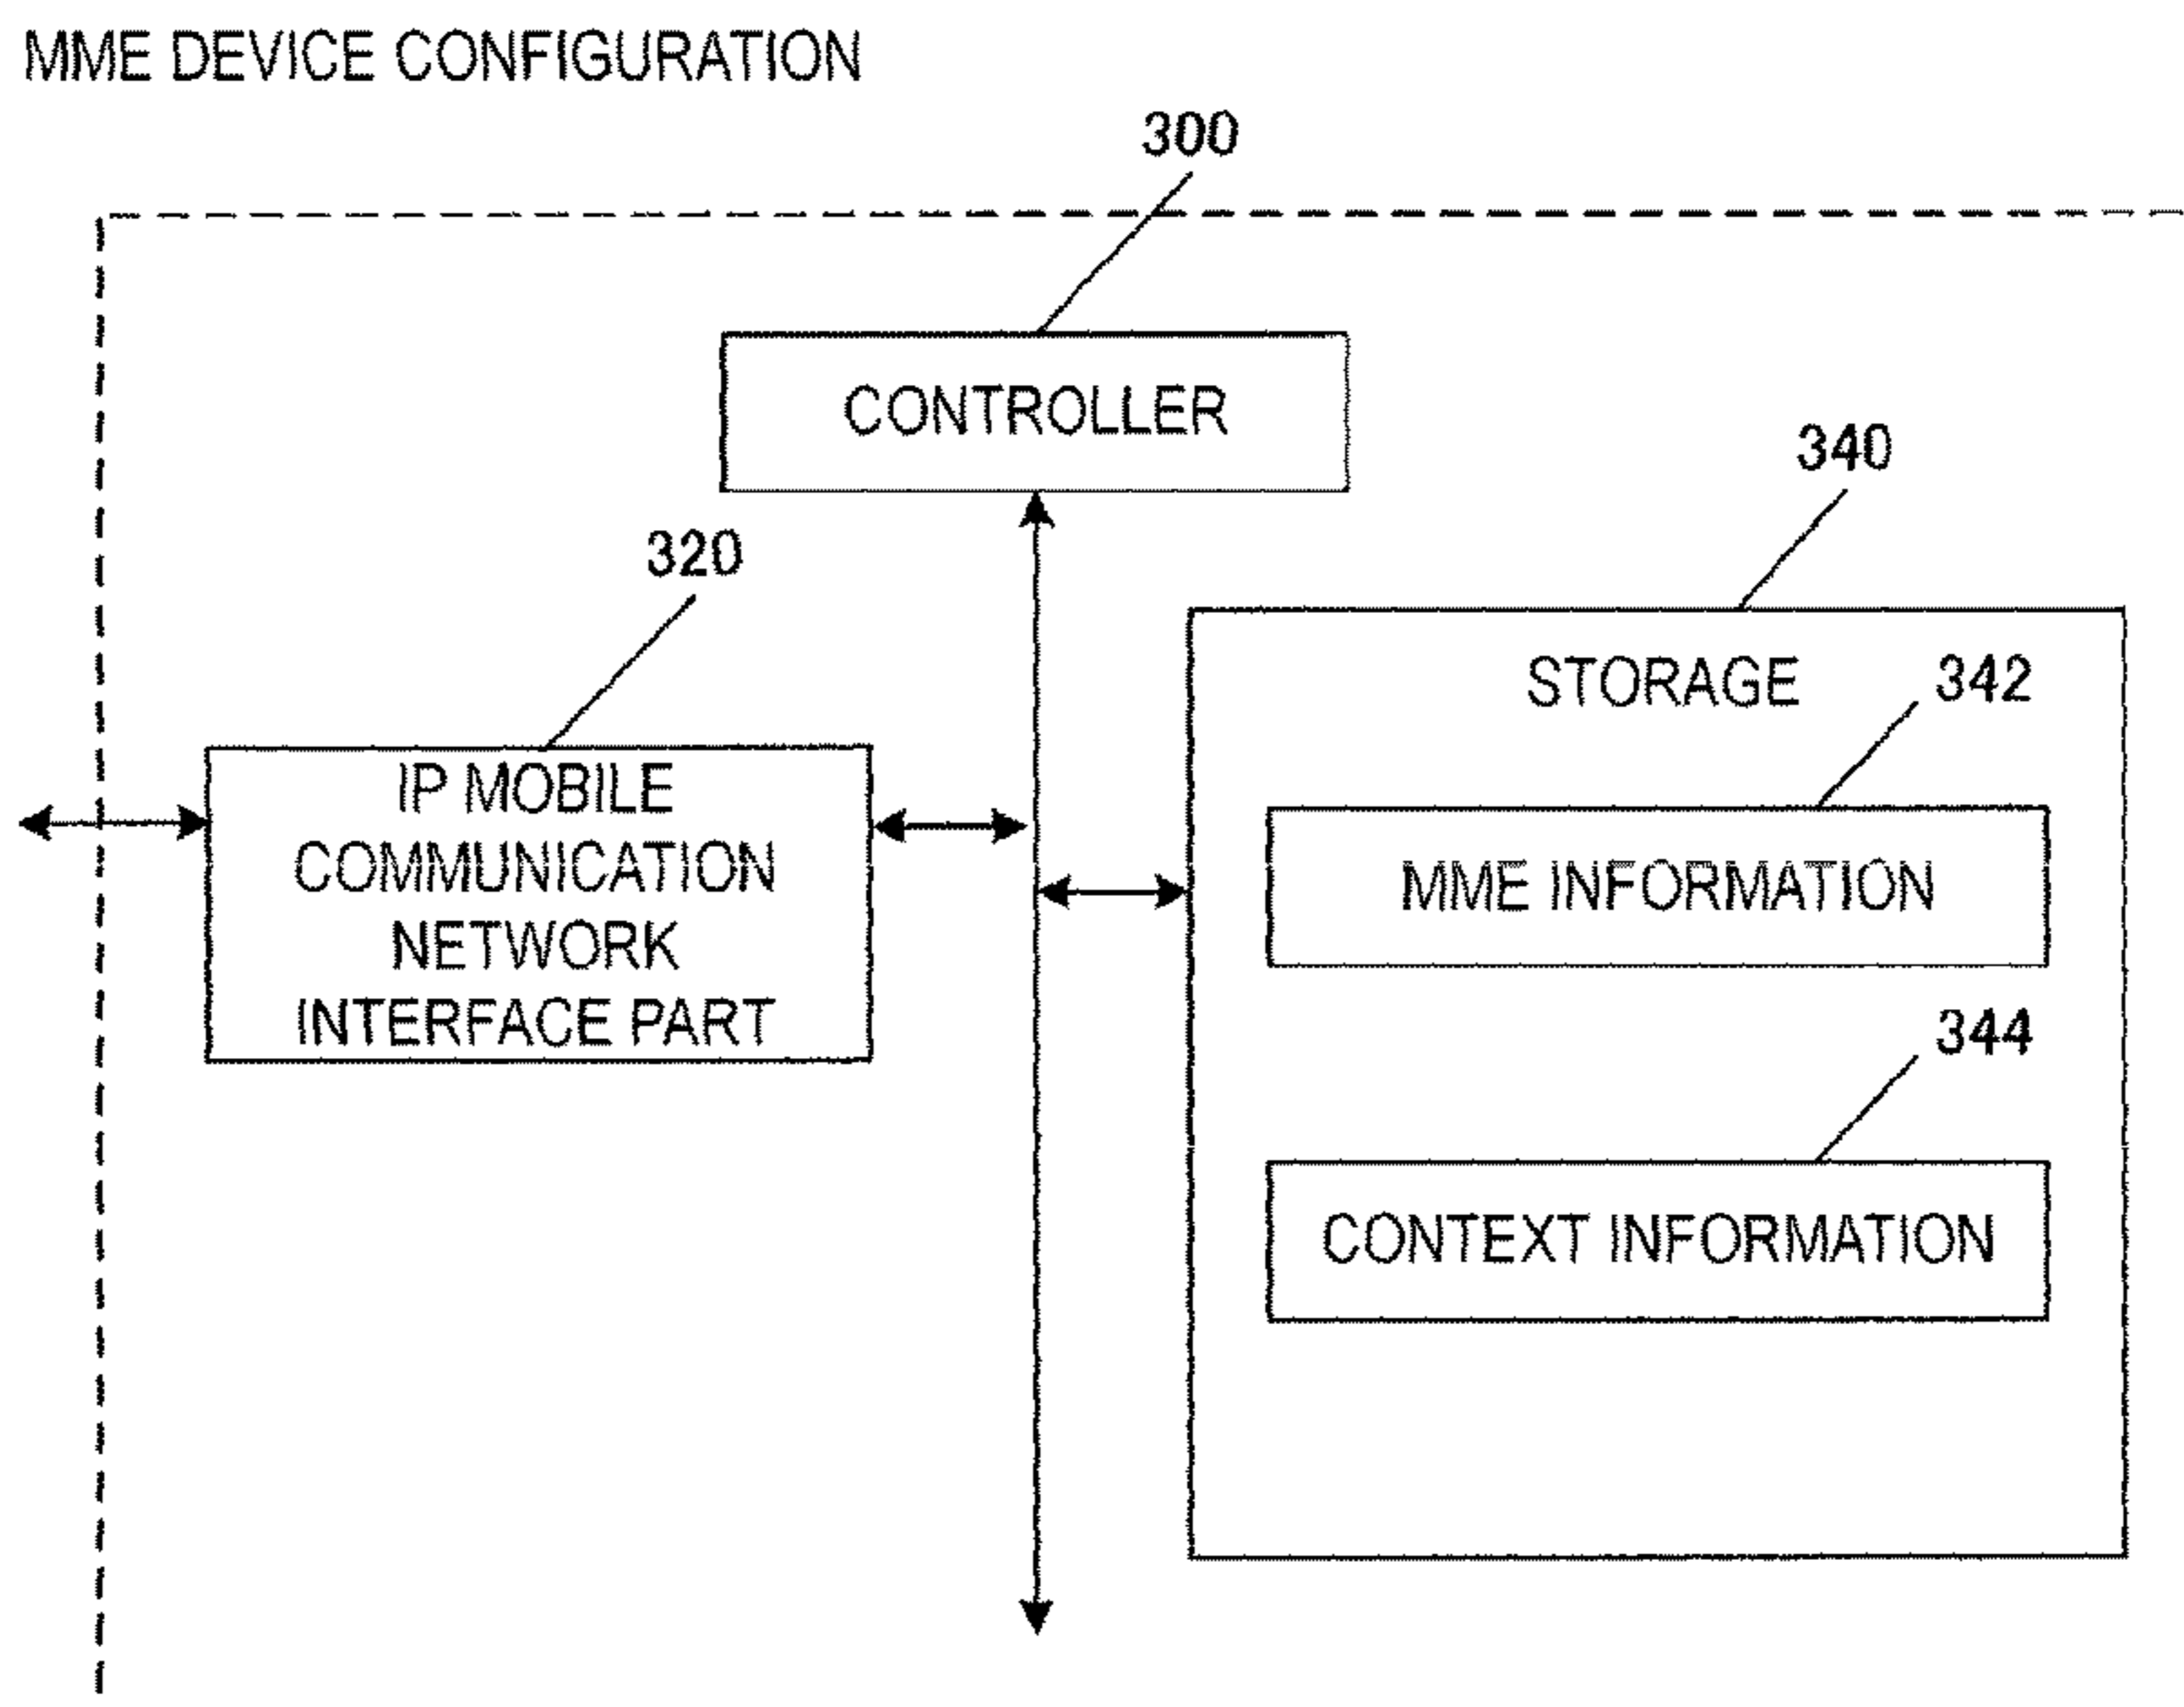 MME DEVICE CONFIGURATION
300
CONTROLLER
340
320
STORAGE
342
IP MOBILE
COMMUNICATION
NETWORK
INTERFACE PART
MME INFORMATION
344
CONTEXT INFORMATION